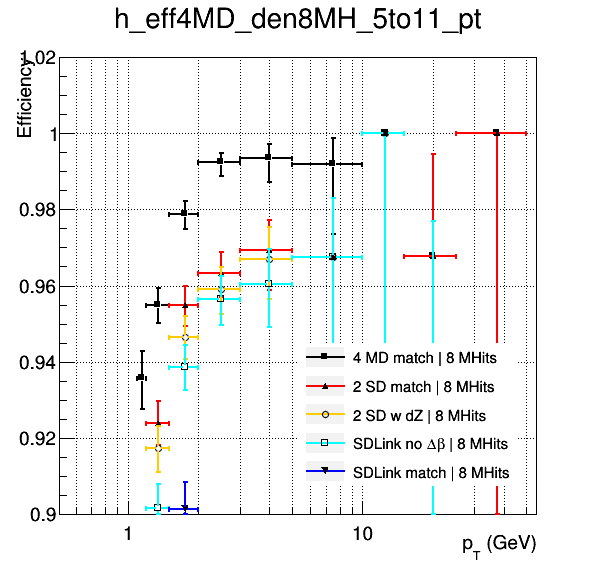 h_eff4MD_den8MH_5to11_pt
Efficiency
1.02
1
0.98
0.96
0.94
0.92
0.9
4 MD match | 8 MHits
2 SD match | 8 MHits
2 SD w dZ | 8 MHits
SDLink no Δβ | 8 MHits
SDLink match | 8 MHits
1
10
p_T (GeV)